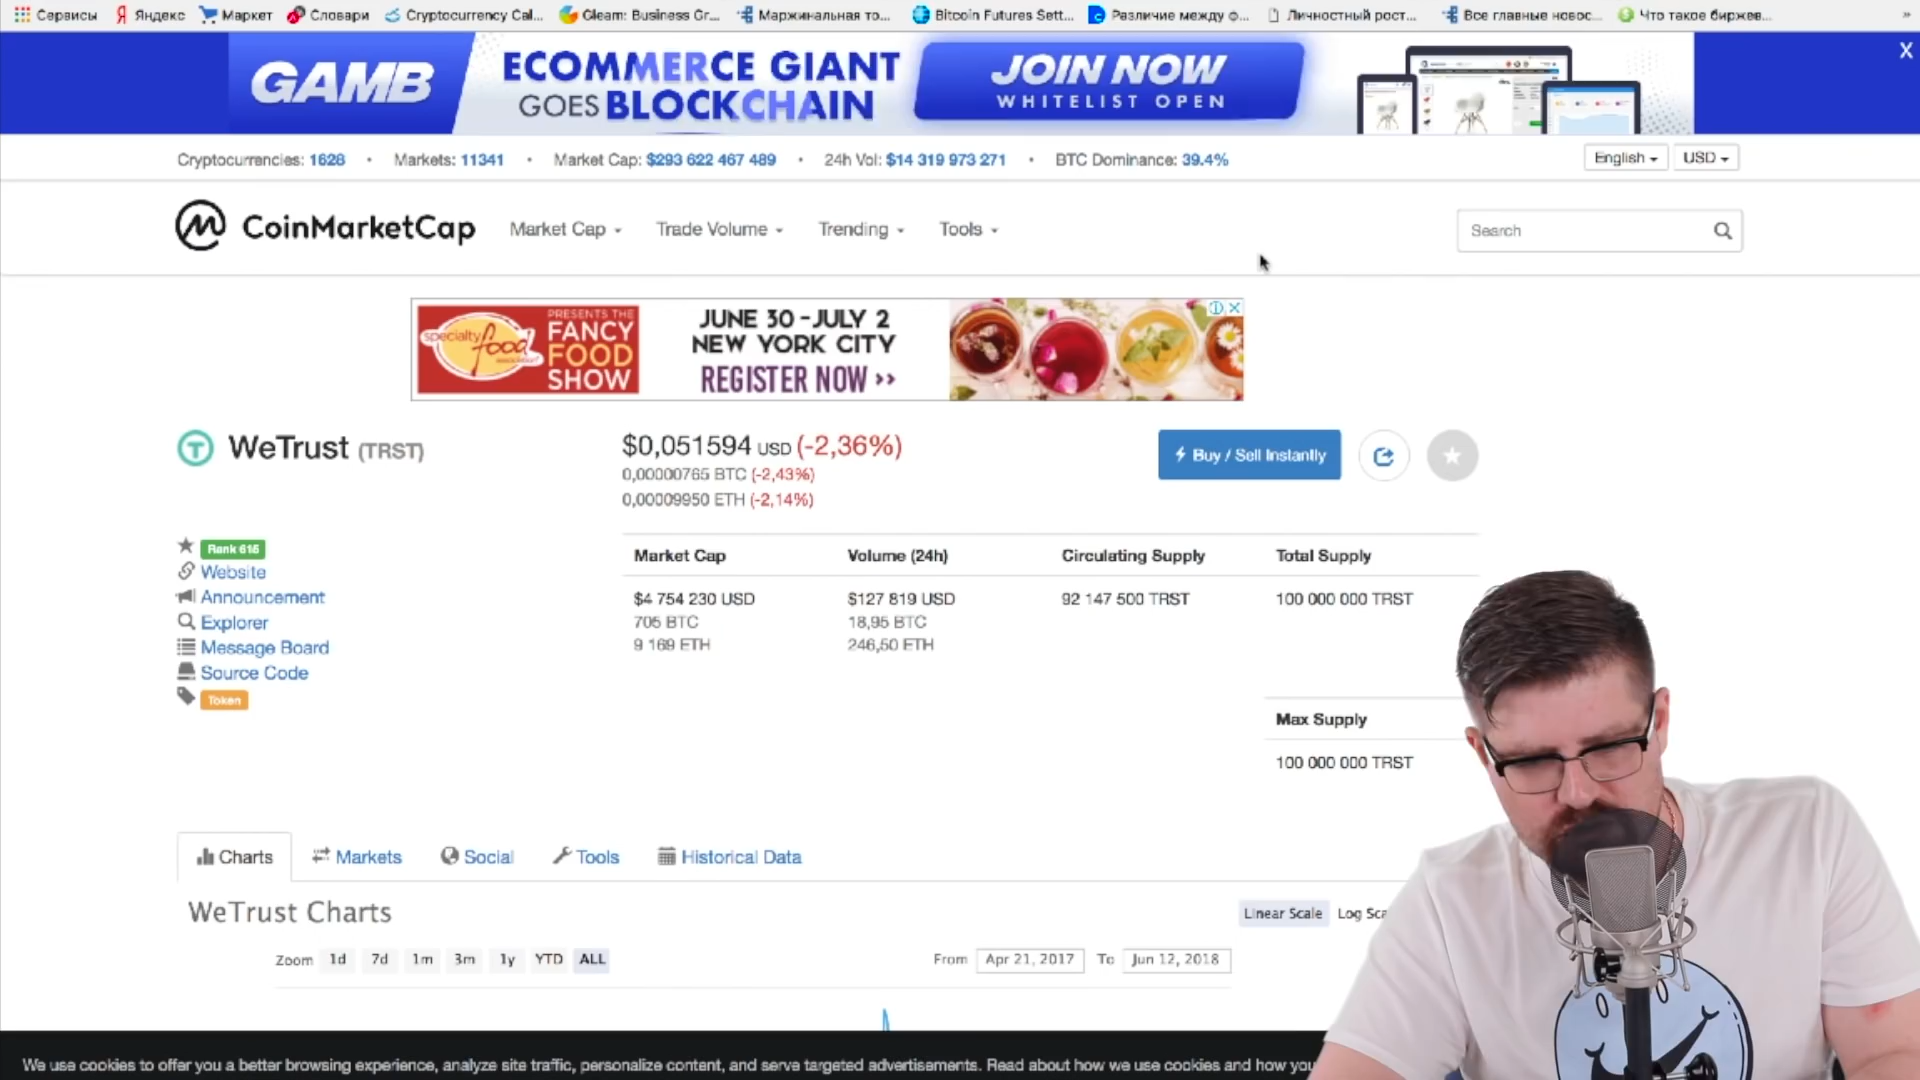 Сервисы Яндекс Маркет Словари Cryptocurrency Cal... Gleam: Business Gr... Маржинальная то... Bitcoin Futures Sett... Различие между ф... Личностный рост... Все главные новос... Что такое биржев... »
GAMB
ECOMMERCE GIANT
GOES BLOCKCHAIN
JOIN NOW
WHITELIST OPEN
X
Cryptocurrencies: 1628 • Markets: 11341 • Market Cap: $293 622 467 489 • 24h Vol: $14 319 973 271 • BTC Dominance: 39.4%
English USD
CoinMarketCap Market Cap Trade Volume Trending Tools Search
specialty food association
PRESENTS THE
FANCY
FOOD
SHOW
JUNE 30 - JULY 2
NEW YORK CITY
REGISTER NOW >>
WeTrust (TRST)
$0,051594 USD (-2,36%)
0,00000765 BTC (-2,43%)
0,00009950 ETH (-2,14%)
Buy / Sell Instantly
Rank 615
Website
Announcement
Explorer
Message Board
Source Code
Token
Market Cap Volume (24h) Circulating Supply Total Supply
$4 754 230 USD $127 819 USD 92 147 500 TRST 100 000 000 TRST
705 BTC 18,95 BTC
9 169 ETH 246,50 ETH
Max Supply
100 000 000 TRST
Charts Markets Social Tools Historical Data
WeTrust Charts
Linear Scale Log Sca
Zoom 1d 7d 1m 3m 1y YTD ALL From Apr 21, 2017 To Jun 12, 2018
We use cookies to offer you a better browsing experience, analyze site traffic, personalize content, and serve targeted advertisements. Read about how we use cookies and how you